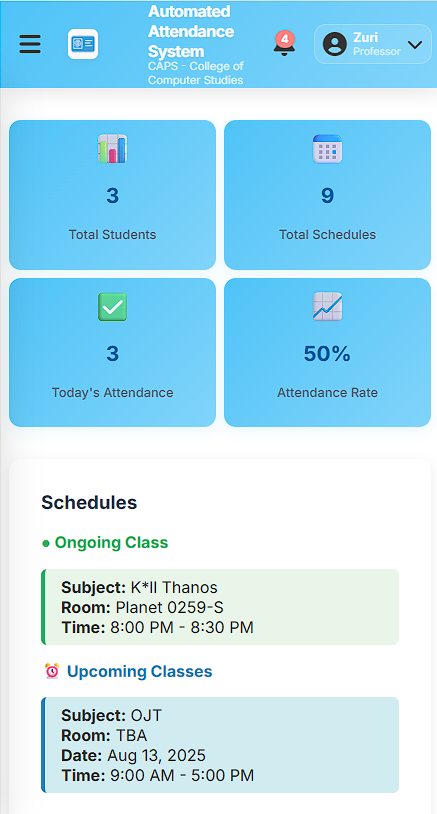 Automated
Attendance
System
CAPS - College of
Computer Studies
4
Zuri
Professor
3
Total Students
9
Total Schedules
3
Today's Attendance
50%
Attendance Rate
Schedules
Ongoing Class
Subject: K*ll Thanos
Room: Planet 0259-S
Time: 8:00 PM - 8:30 PM
Upcoming Classes
Subject: OJT
Room: TBA
Date: Aug 13, 2025
Time: 9:00 AM - 5:00 PM